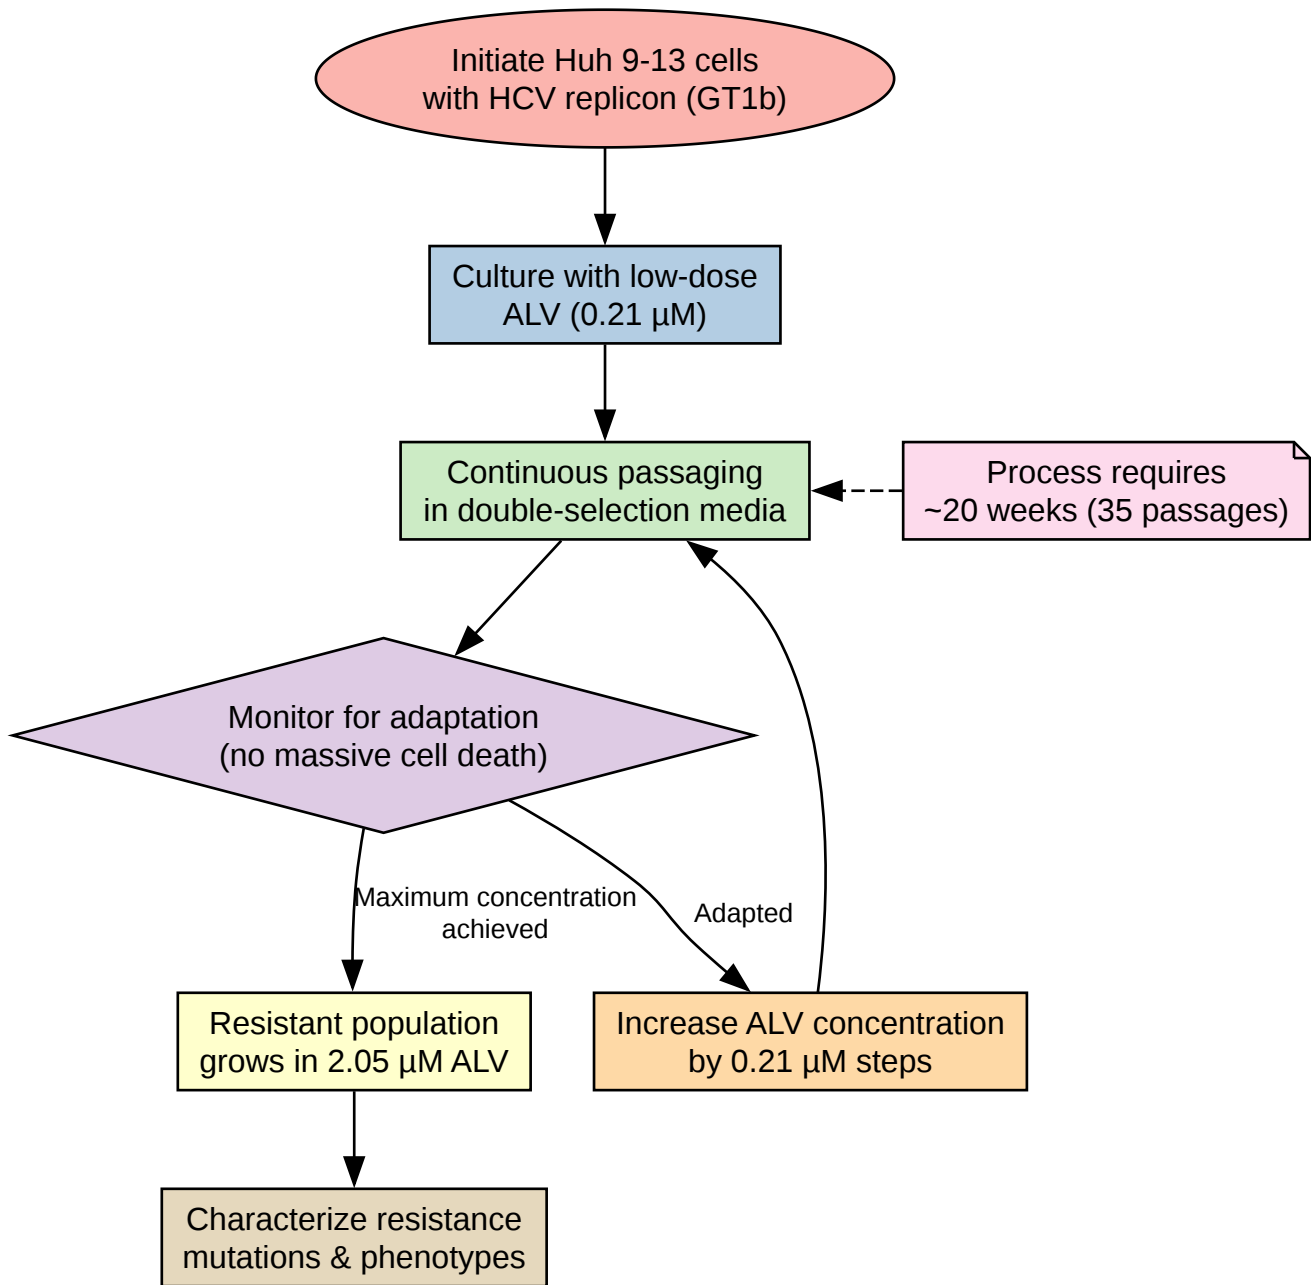 Initiate Huh 9-13 cells
with HCV replicon (GT1b)
Culture with low-dose
ALV (0.21 µM)
Continuous passaging
in double-selection media
Process requires
~20 weeks (35 passages)
Monitor for adaptation
(no massive cell death)
Maximum concentration
achieved
Adapted
Resistant population
grows in 2.05 µM ALV
Increase ALV concentration
by 0.21 µM steps
Characterize resistance
mutations & phenotypes